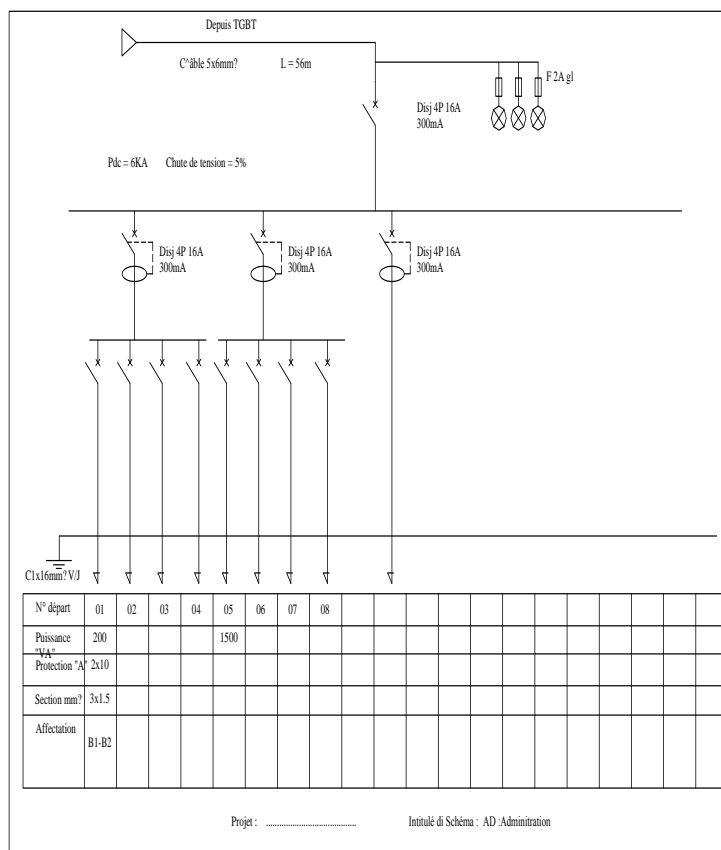 Depuis TGBT
C^âble 5x6mm? L = 56m
F 2A gl
Disj 4P 16A
300mA
Pdc = 6KA Chute de tension = 5%
Disj 4P 16A
300mA
Disj 4P 16A
300mA
Disj 4P 16A
300mA
C1x16mm? V/J
N° départ 01 02 03 04 05 06 07 08
Puissance 200 1500
"VA"
Protection "A" 2x10
Section mm? 3x1.5
Affectation
B1-B2
Projet : ........................................ Intitulé di Schéma : AD :Adminitration